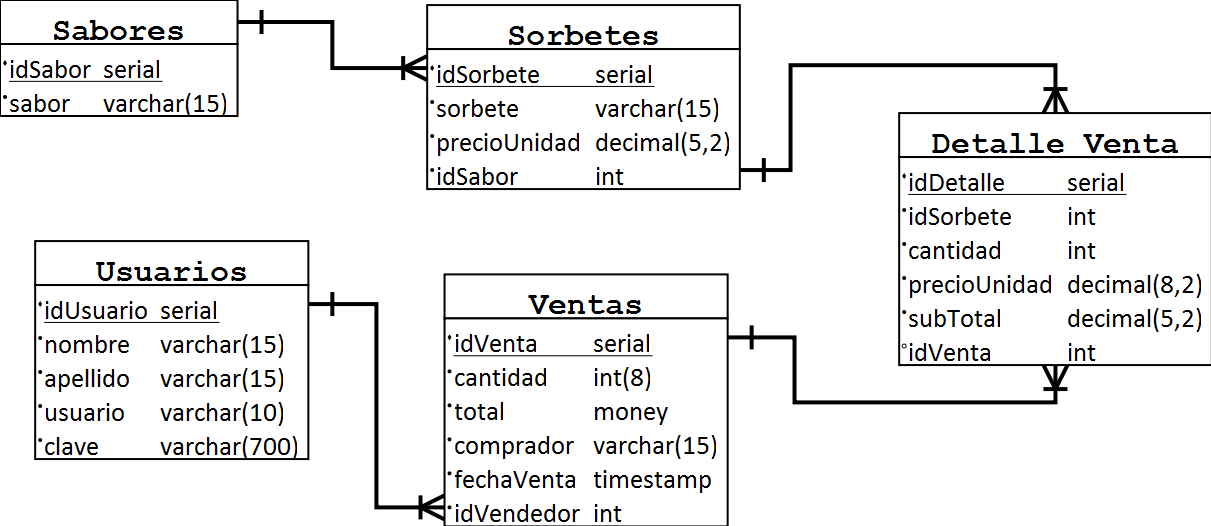 Sabores
idSabor serial
sabor varchar(15)
Sorbetes
idSorbete serial
sorbete varchar(15)
precioUnidad decimal(5,2)
idSabor int
Detalle Venta
idDetalle serial
idSorbete int
cantidad int
precioUnidad decimal(8,2)
subTotal decimal(5,2)
idVenta int
Usuarios
idUsuario serial
nombre varchar(15)
apellido varchar(15)
usuario varchar(10)
clave varchar(700)
Ventas
idVenta serial
cantidad int(8)
total money
comprador varchar(15)
fechaVenta timestamp
idVendedor int